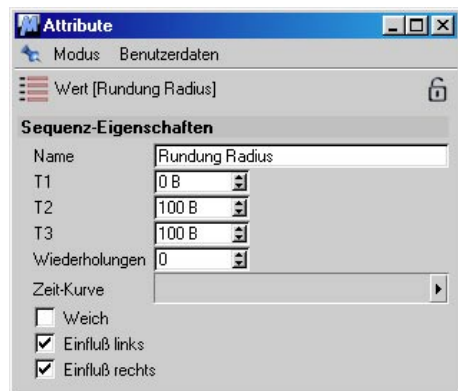 Attribute
Modus Benutzerdaten
Wert [Rundung Radius]
Sequenz-Eigenschaften
Name Rundung Radius
T1 0 B
T2 100 B
T3 100 B
Wiederholungen 0
Zeit-Kurve
Weich
Einfluß links
Einfluß rechts